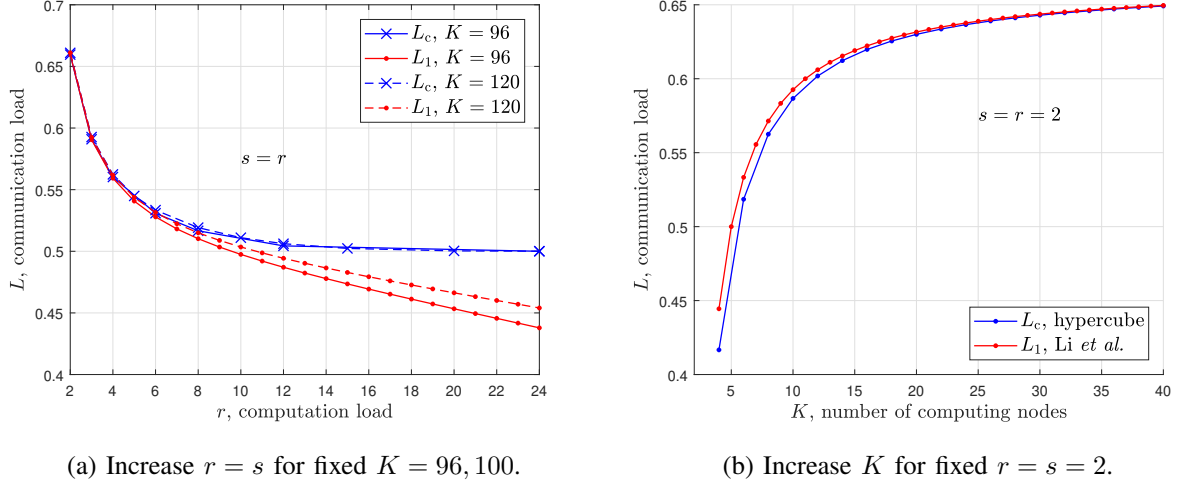 0.7
0.65
0.6
0.55
0.5
0.45
0.4
L, communication load
2 4 6 8 10 12 14 16 18 20 22 24
r, computation load
L_c, K = 96
L_1, K = 96
L_c, K = 120
L_1, K = 120
s = r
(a) Increase r = s for fixed K = 96, 100.
0.65
0.6
0.55
0.5
0.45
0.4
L, communication load
5 10 15 20 25 30 35 40
K, number of computing nodes
s = r = 2
L_c, hypercube
L_1, Li et al.
(b) Increase K for fixed r = s = 2.